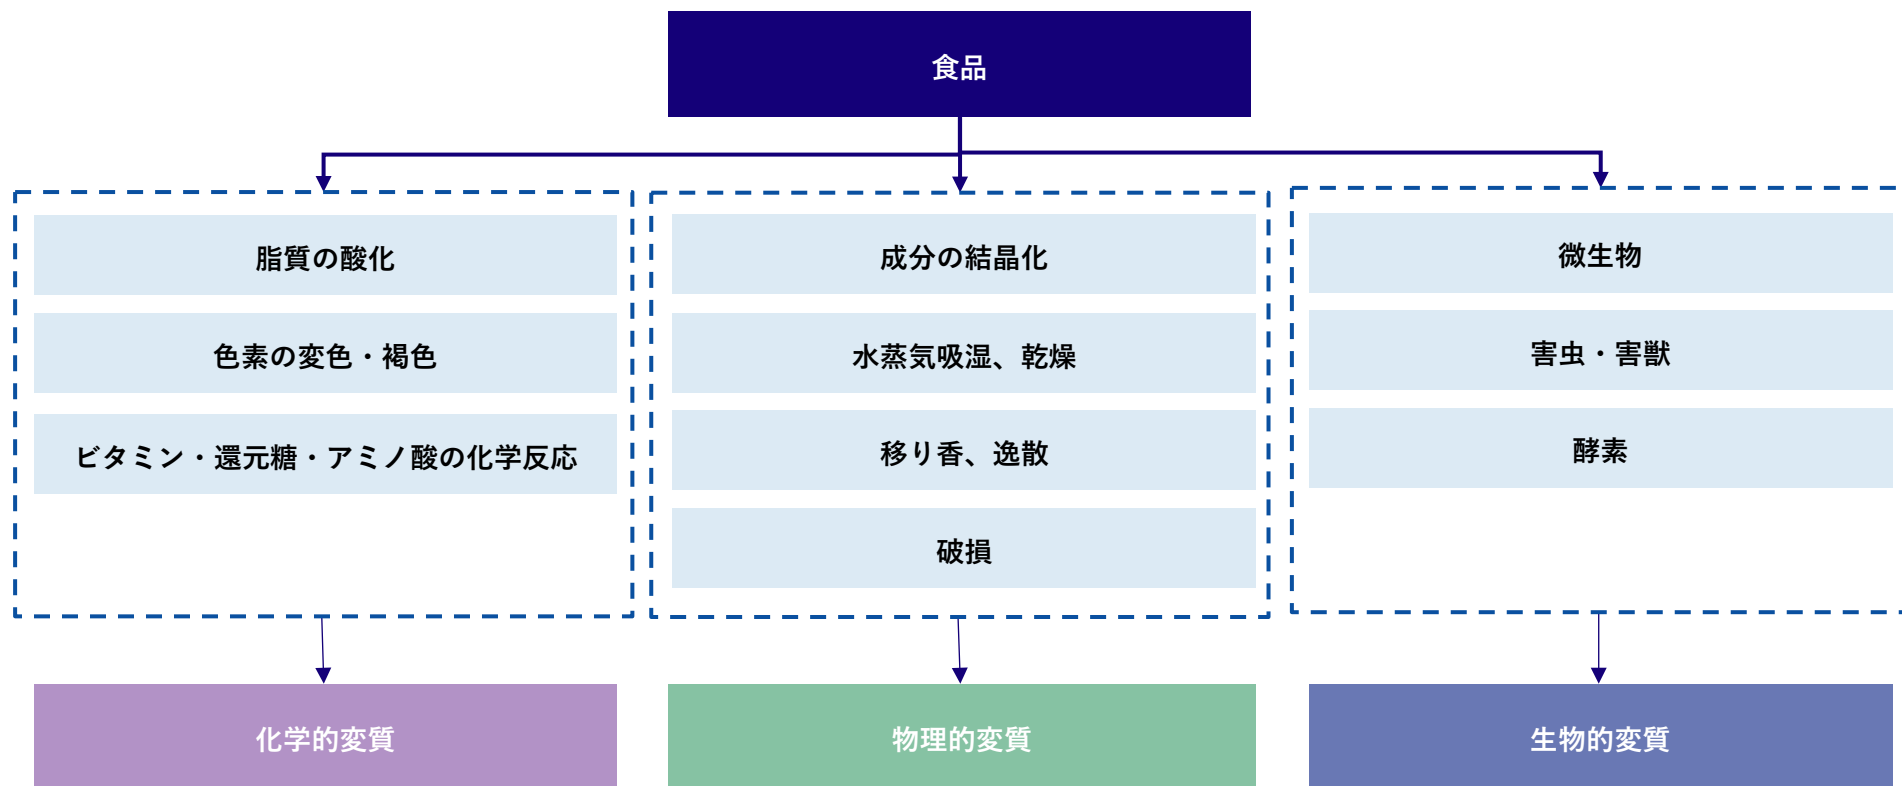 食品
脂質の酸化
色素の変色・褐色
ビタミン・還元糖・アミノ酸の化学反応
成分の結晶化
水蒸気吸湿、乾燥
移り香、逸散
破損
微生物
害虫・害獣
酵素
化学的変質
物理的変質
生物的変質